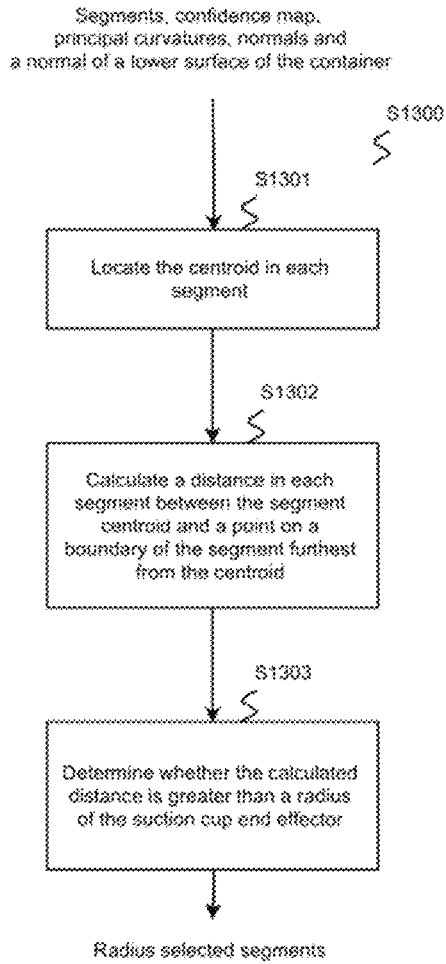 Segments, confidence map,
principal curvatures, normals and
a normal of a lower surface of the container
S1300
S1301
Locate the centroid in each
segment
S1302
Calculate a distance in each
segment between the segment
centroid and a point on a
boundary of the segment furthest
from the centroid
S1303
Determine whether the calculated
distance is greater than a radius
of the suction cup end effector
Radius selected segments